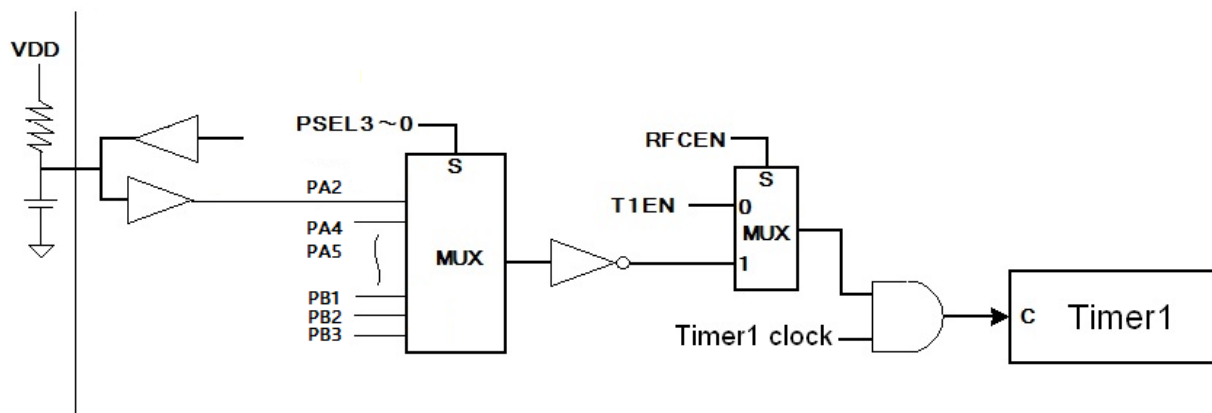 VDD
PSEL3～0
S
PA2
PA4
PA5
PB1
PB2
PB3
MUX
RFCEN
S
T1EN
0
MUX
1
Timer1 clock
C
Timer1